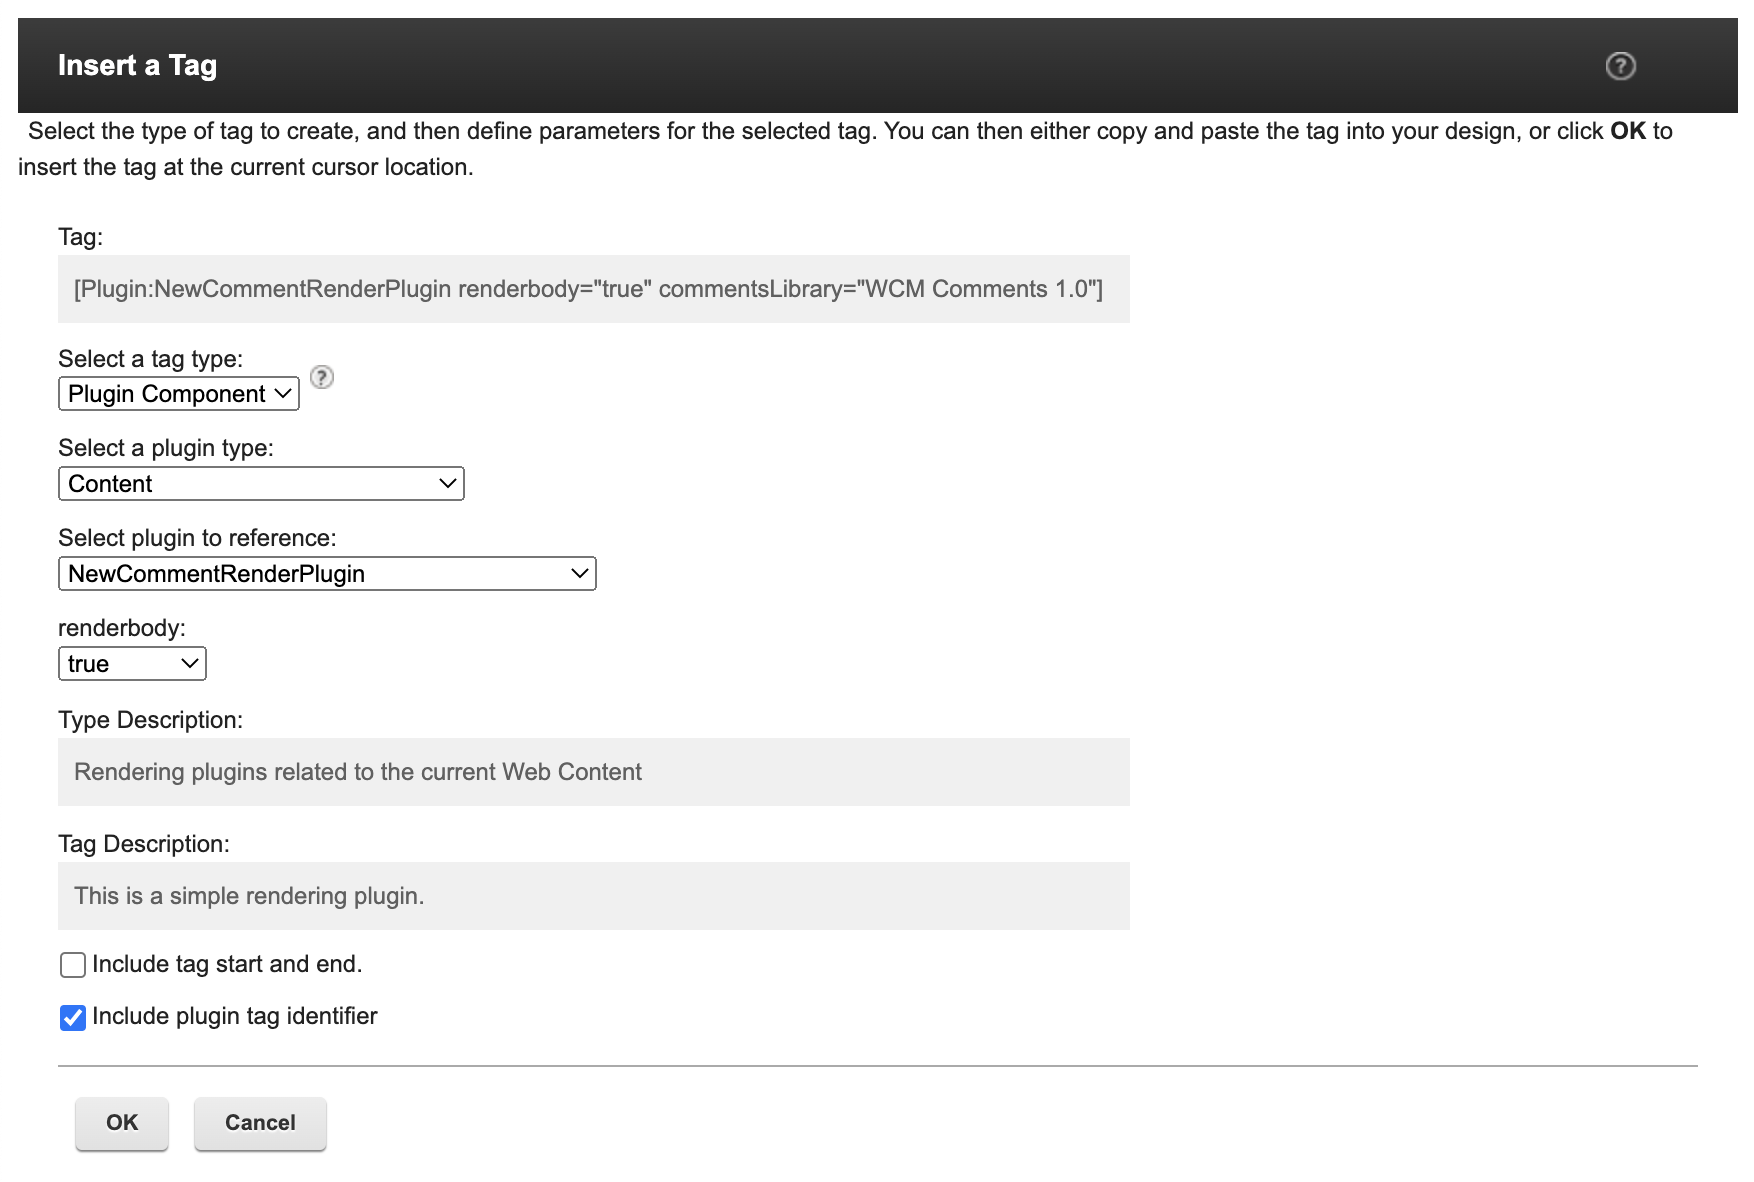 Insert a Tag
?
Select the type of tag to create, and then define parameters for the selected tag. You can then either copy and paste the tag into your design, or click OK to
insert the tag at the current cursor location.
Tag:
[Plugin:NewCommentRenderPlugin renderbody="true" commentsLibrary="WCM Comments 1.0"]
Select a tag type:
Plugin Component
?
Select a plugin type:
Content
Select plugin to reference:
NewCommentRenderPlugin
renderbody:
true
Type Description:
Rendering plugins related to the current Web Content
Tag Description:
This is a simple rendering plugin.
Include tag start and end.
Include plugin tag identifier
OK
Cancel